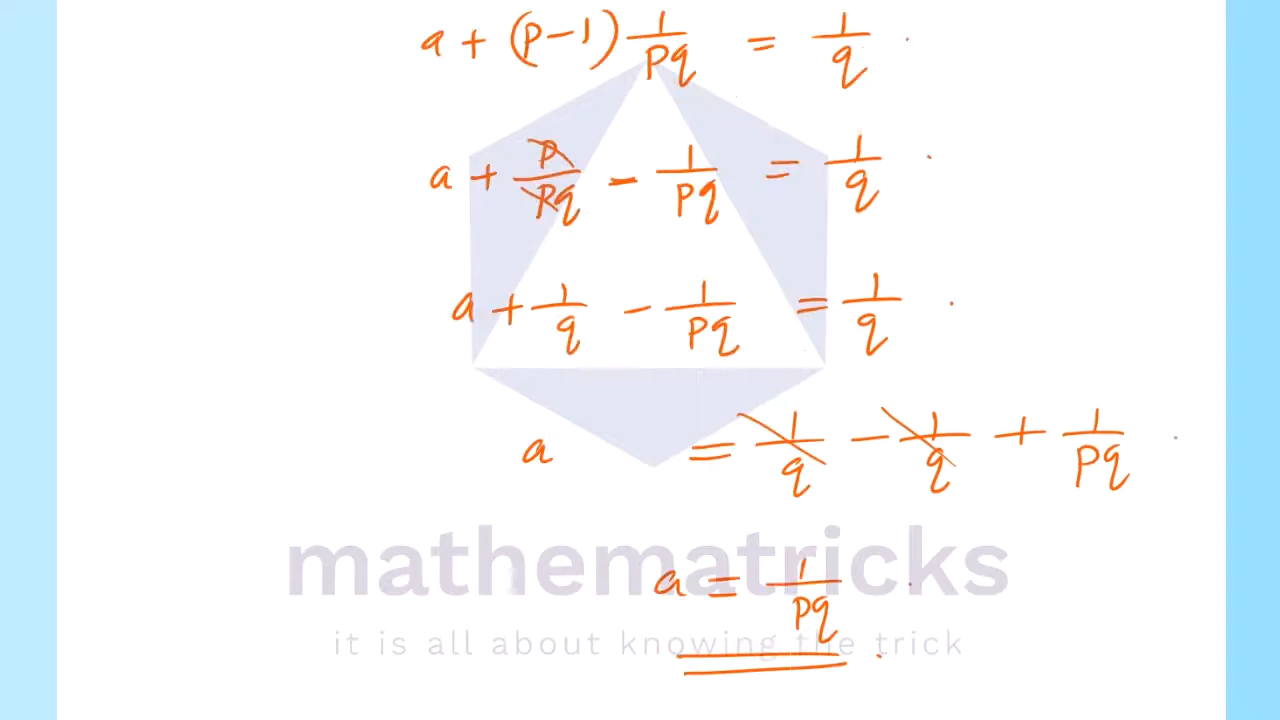 a + (p-1) 1/pq = 1/q .
a + p/pq - 1/pq = 1/q .
a + 1/q - 1/pq = 1/q .
a = 1/q - 1/q + 1/pq .
mathematricks
a = 1/pq .
it is all about knowing the trick